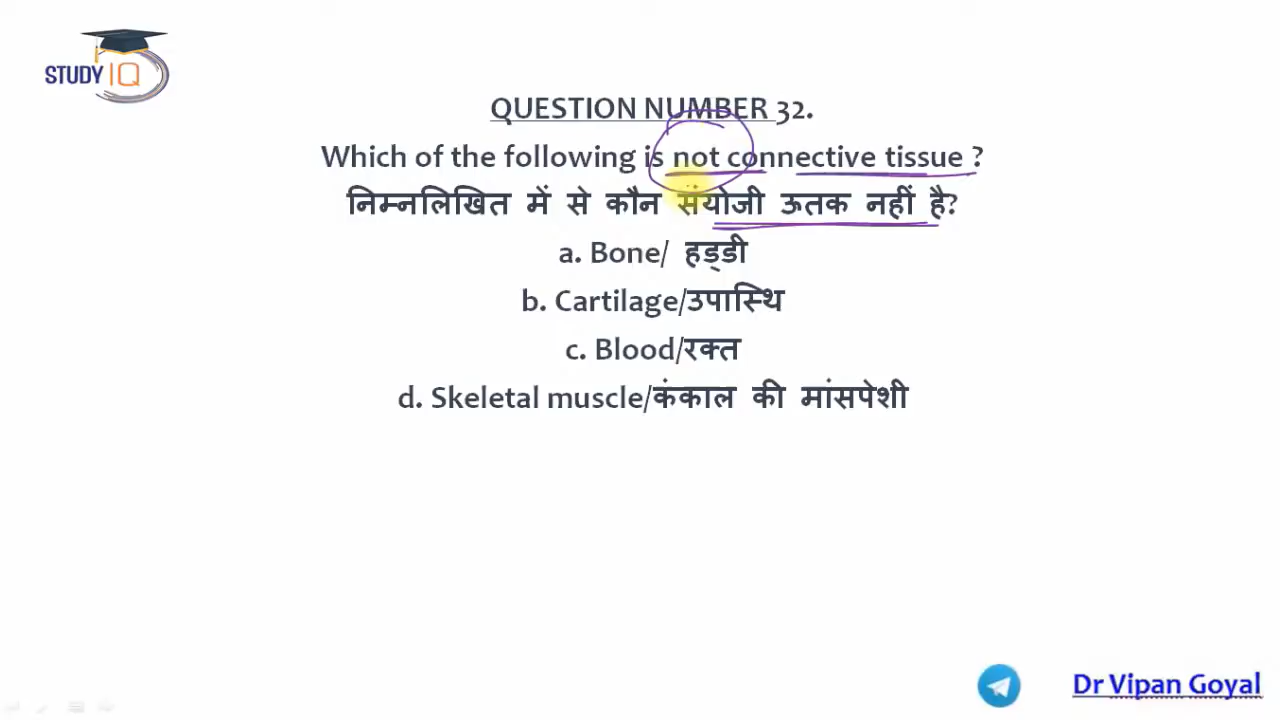 STUDY IQ
QUESTION NUMBER 32.
Which of the following is not connective tissue ?
निम्नलिखित में से कौन संयोजी ऊतक नहीं है?
a. Bone/ हड्डी
b. Cartilage/उपास्थि
c. Blood/रक्त
d. Skeletal muscle/कंकाल की मांसपेशी
Dr Vipan Goyal